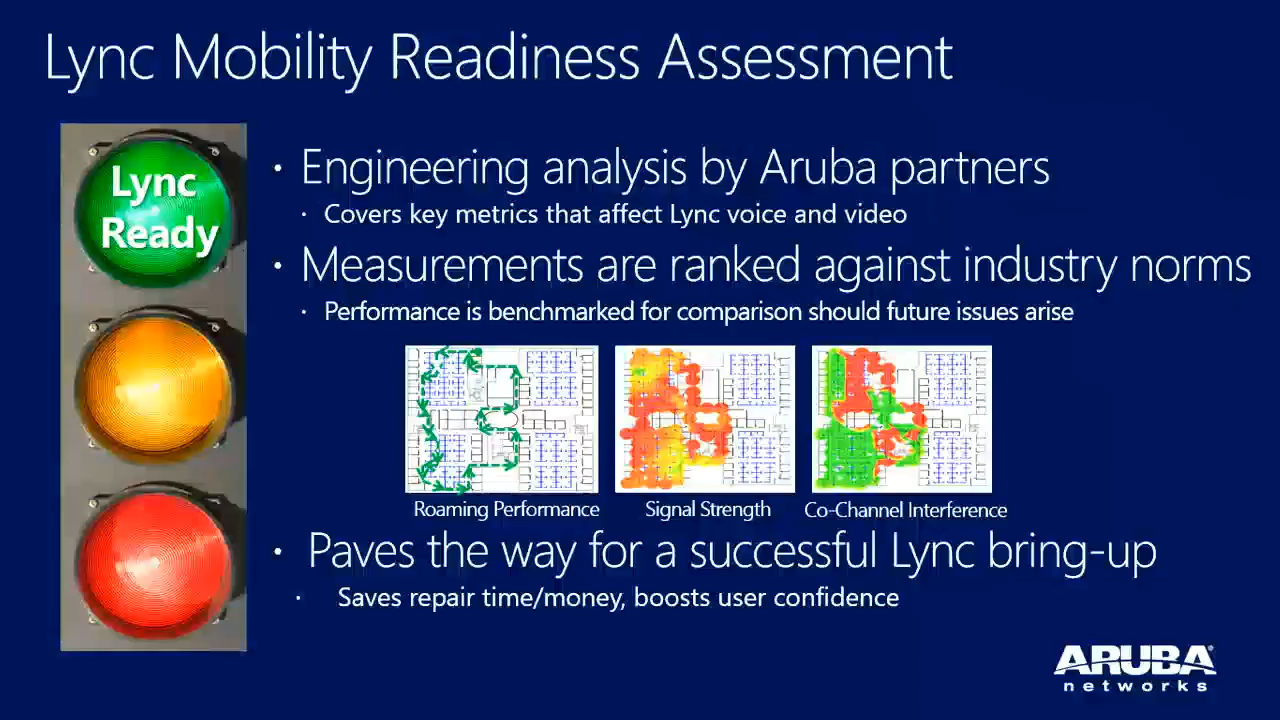 Lync Mobility Readiness Assessment
Lync
Ready
• Engineering analysis by Aruba partners
• Covers key metrics that affect Lync voice and video
• Measurements are ranked against industry norms
• Performance is benchmarked for comparison should future issues arise
Roaming Performance
Signal Strength
Co-Channel Interference
• Paves the way for a successful Lync bring-up
• Saves repair time/money, boosts user confidence
ARUBA
networks